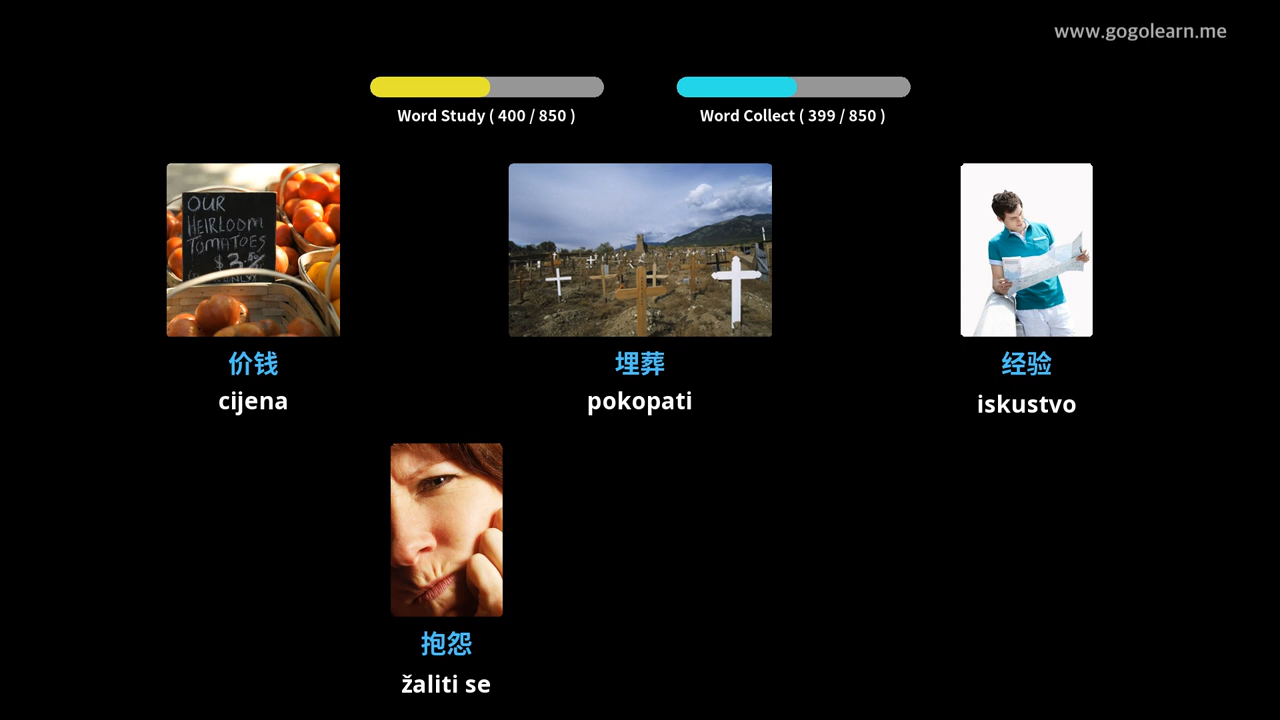 www.gogolearn.me
Word Study ( 400 / 850 )
Word Collect ( 399 / 850 )
OUR
HEIRLOOM
TOMATOES
价钱
cijena
埋葬
pokopati
经验
iskustvo
抱怨
žaliti se